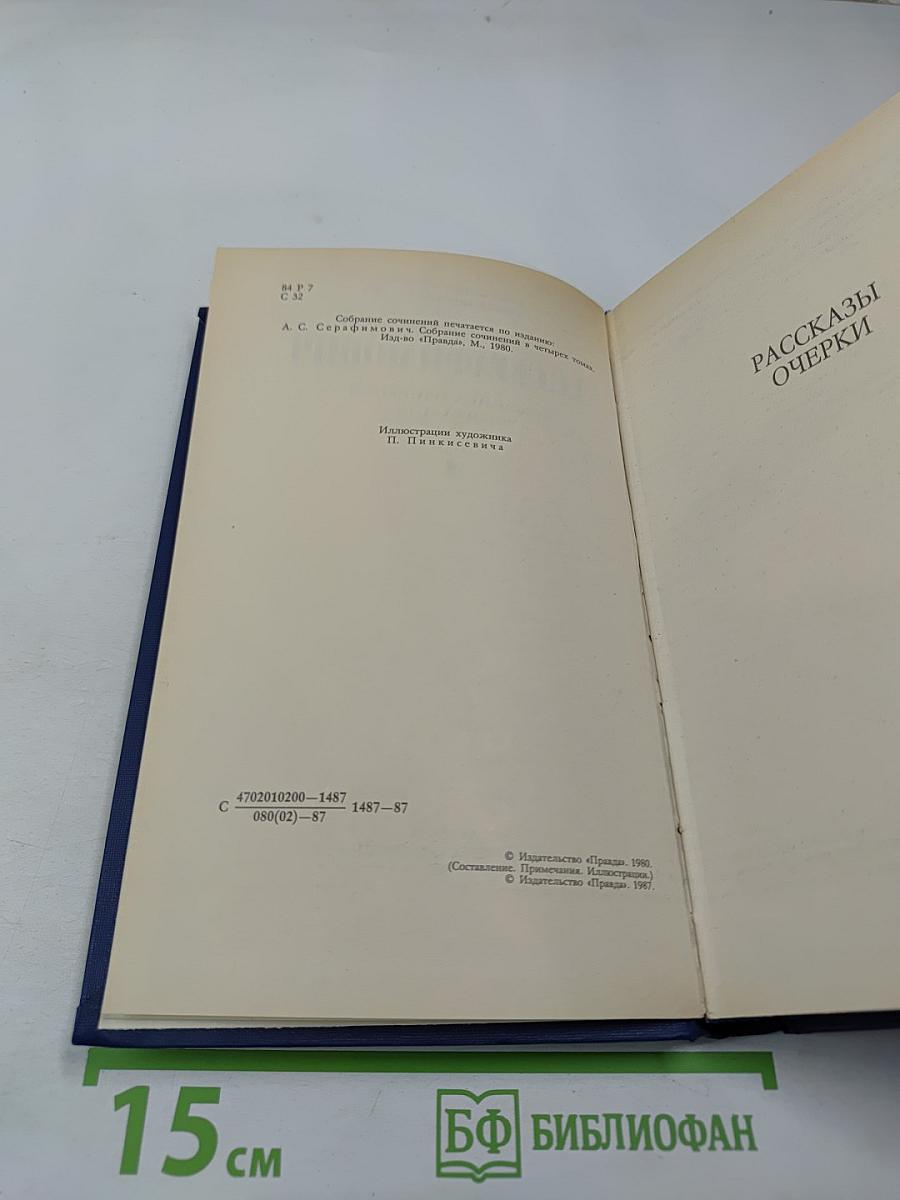 84 Р 7
С 32
Собрание сочинений печатается по изданию:
А. С. Серафимович. Собрание сочинений в четырех томах.
Изд-во «Правда», М., 1980.
Иллюстрации художника
П. Пинкисевича
С 4702010200—1487 1487—87
080(02)—87
© Издательство «Правда». 1980.
(Составление. Примечания. Иллюстрации.)
© Издательство «Правда». 1987.
РАССКАЗЫ
ОЧЕРКИ
15 см
БФ БИБЛИОФАН